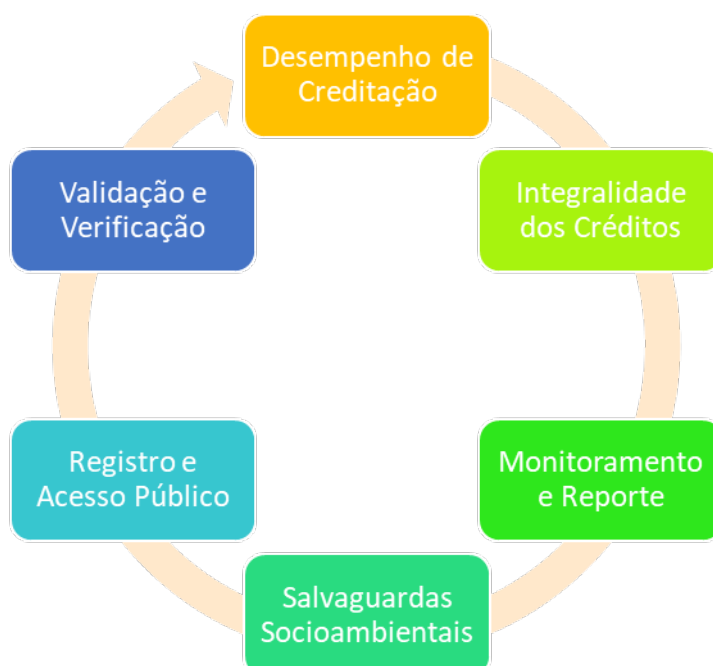 Desempenho de
Creditação
Integralidade
dos Créditos
Monitoramento
e Reporte
Salvaguardas
Socioambientais
Registro e
Acesso Público
Validação e
Verificação